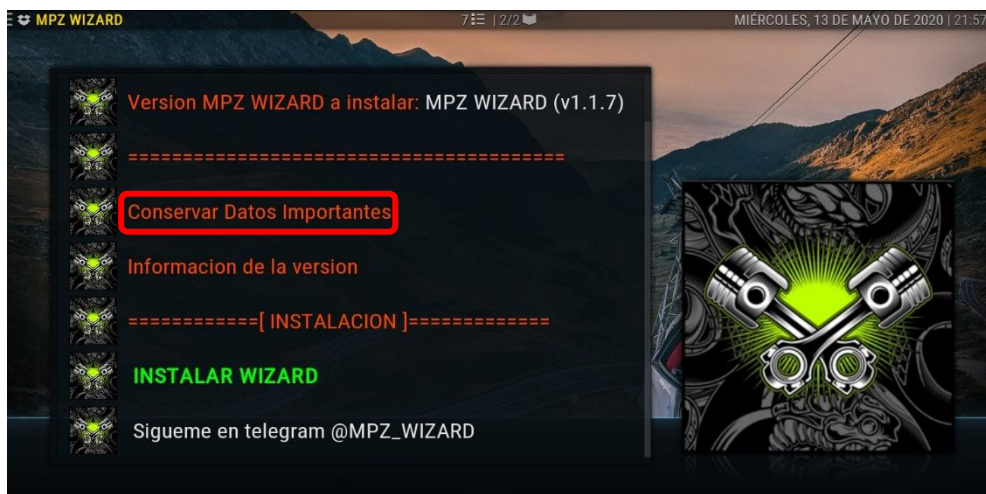 MPZ WIZARD
7 | 2/2
MIÉRCOLES, 13 DE MAYO DE 2020 | 21:57
Version MPZ WIZARD a instalar: MPZ WIZARD (v1.1.7)
========================================
Conservar Datos Importantes
Informacion de la version
============[ INSTALACION ]=============
INSTALAR WIZARD
Sigueme en telegram @MPZ_WIZARD